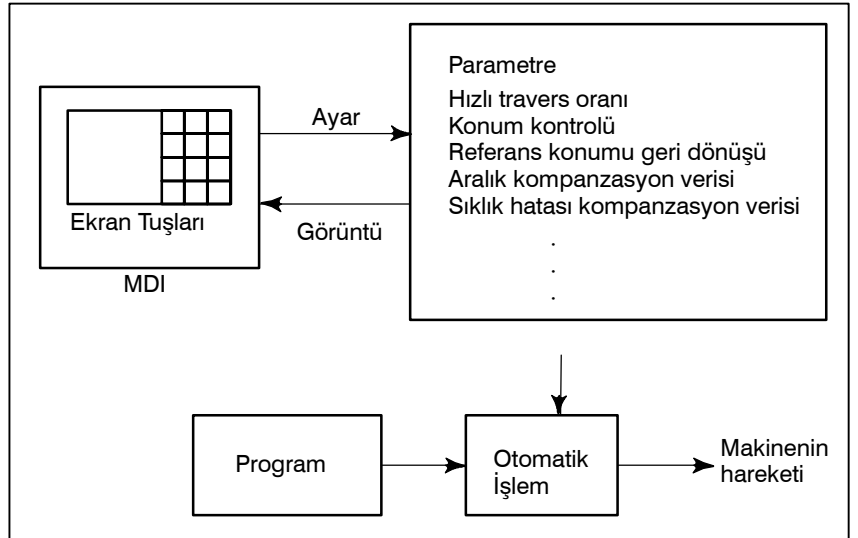 Parametre
Hızlı travers oranı
Konum kontrolü
Referans konumu geri dönüşü
Aralık kompanzasyon verisi
Sıklık hatası kompanzasyon verisi
.
.
.
Ayar
Görüntü
Ekran Tuşları
MDI
Program
Otomatik
İşlem
Makinenin
hareketi